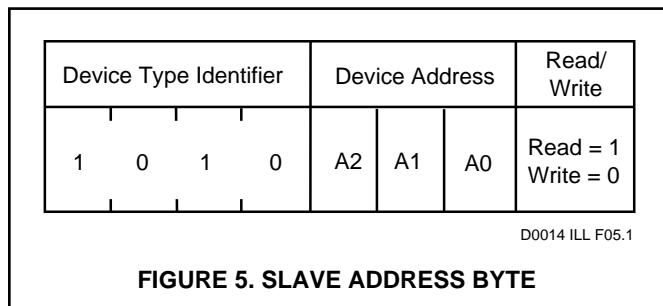 Device Type Identifier Device Address Read/
Write
1 0 1 0 A2 A1 A0 Read = 1
Write = 0
D0014 ILL F05.1
FIGURE 5. SLAVE ADDRESS BYTE